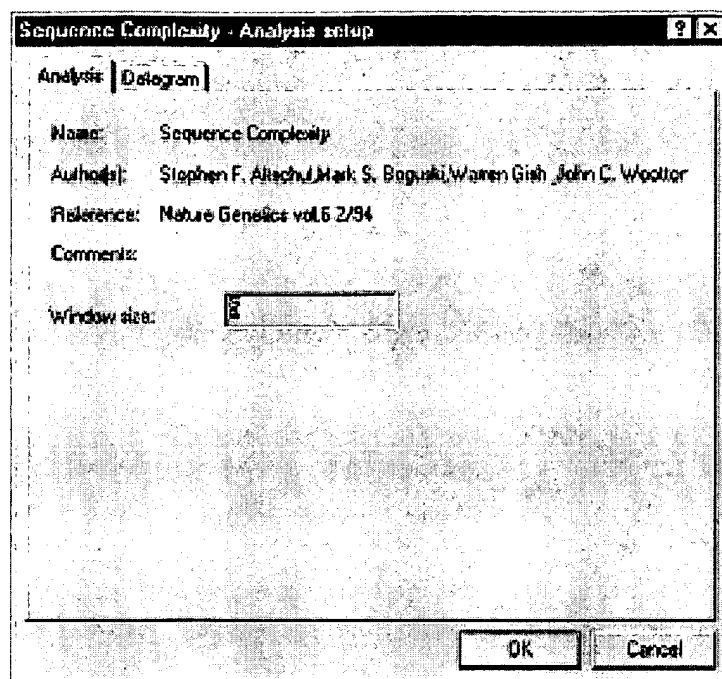 Sequence Complexity - Analysis setup
Analysis Datagram
Name: Sequence Complexity
Author(s): Stephen F. Altschul,Mark S. Boguski,Warren Gish ,John C. Wootton
Reference: Nature Genetics vol.6 2/94
Comments:
Window size:
OK Cancel